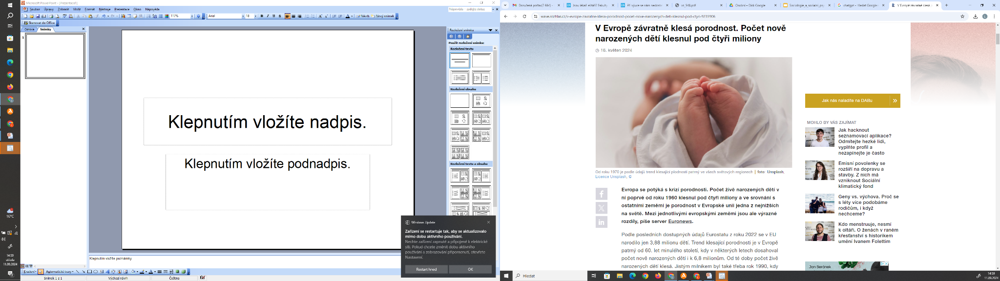 Microsoft PowerPoint - [Prezentace1]
Soubor Úpravy Zobrazit Vložit Formát Nástroje Prezentace Okno Nápověda
Nápověda – zadejte dotaz
117%
Arial
18
Návrh
Nový snímek
Skenovat do Office
Osnova Snímky
1
Klepnutím vložíte nadpis.
Klepnutím vložíte podnadpis.
Rozložení snímku
Použít rozložení snímku:
Rozložení textu
Rozložení obsahu
Rozložení textu a obsahu
Windows Update
Zařízení se restartuje tak, aby se aktualizovalo
mimo dobu aktivního používání.
Nechte zařízení zapnuté a připojené k elektrické
síti. Pokud chcete změnit dobu aktivního
používání a zobrazování připomenutí, otevřete
Nastavení.
Restart hned
OK
Klepnutím vložíte poznámky
Kreslení
Automatické tvary
Snímek 1 z 1
Výchozí návrh
Čeština
16°C
14:59
středa
11.09.2024
Doručená pošta (7 664) -
Jsou lékaři elitáři? Fakulty
Při výuce se nám nedosta
vz_548.pdf
Osobní – Disk Google
Sociologie_a_socialni_ps
chatgpt - Hledat Google
V Evropě závratně klesá p
wave.rozhlas.cz/v-evrope-zavratne-klesa-porodnost-pocet-nove-narozenych-deti-klesnul-pod-ctyri-9235906
V Evropě závratně klesá porodnost. Počet nově
narozených dětí klesnul pod čtyři miliony
16. květen 2024
Od roku 1970 je podle údajů trend klesající plodnosti patrný ve všech světových regionech | foto: Unsplash,
Licence Unsplash, ©
Evropa se potýká s krizí porodnosti. Počet živě narozených dětí v
ní poprvé od roku 1960 klesnul pod čtyři miliony a ve srovnání s
ostatními zeměmi je porodnost v Evropské unii jedna z nejnižších
na světě. Mezi jednotlivými evropskými zeměmi jsou ale výrazné
rozdíly, píše server Euronews.
Podle posledních dostupných údajů Eurostatu z roku 2022 se v EU
narodilo jen 3,88 milionu dětí. Trend klesající porodnosti je v Evropě
patrný od 60. let minulého století, kdy v některých letech dosahoval
počet nově narozených dětí i k 6,8 milionům. Od té doby počet živě
narozených dětí klesá. Jistým milníkem byl také třeba rok 1990, kdy
Jak nás naladíte na DABu
MOHLO BY VÁS ZAJÍMAT
Jak hacknout
seznamovací aplikace?
Odmítejte hezké lidi,
vyplňte profil a
nezapínejte je často
Emisní povolenky se
rozšíří na dopravu a
stavby. Z nich má
vzniknout Sociální
klimatický fond
Geny vs. výchova. Proč se
s léty více podobáme
rodičům, i když
nechceme?
Kdo menstruuje, nesmí
k oltáři. O ženách v raném
křesťanství s historikem
umění Ivanem Folettim
Jan Beránek
Hledat
14:59
11.09.2024